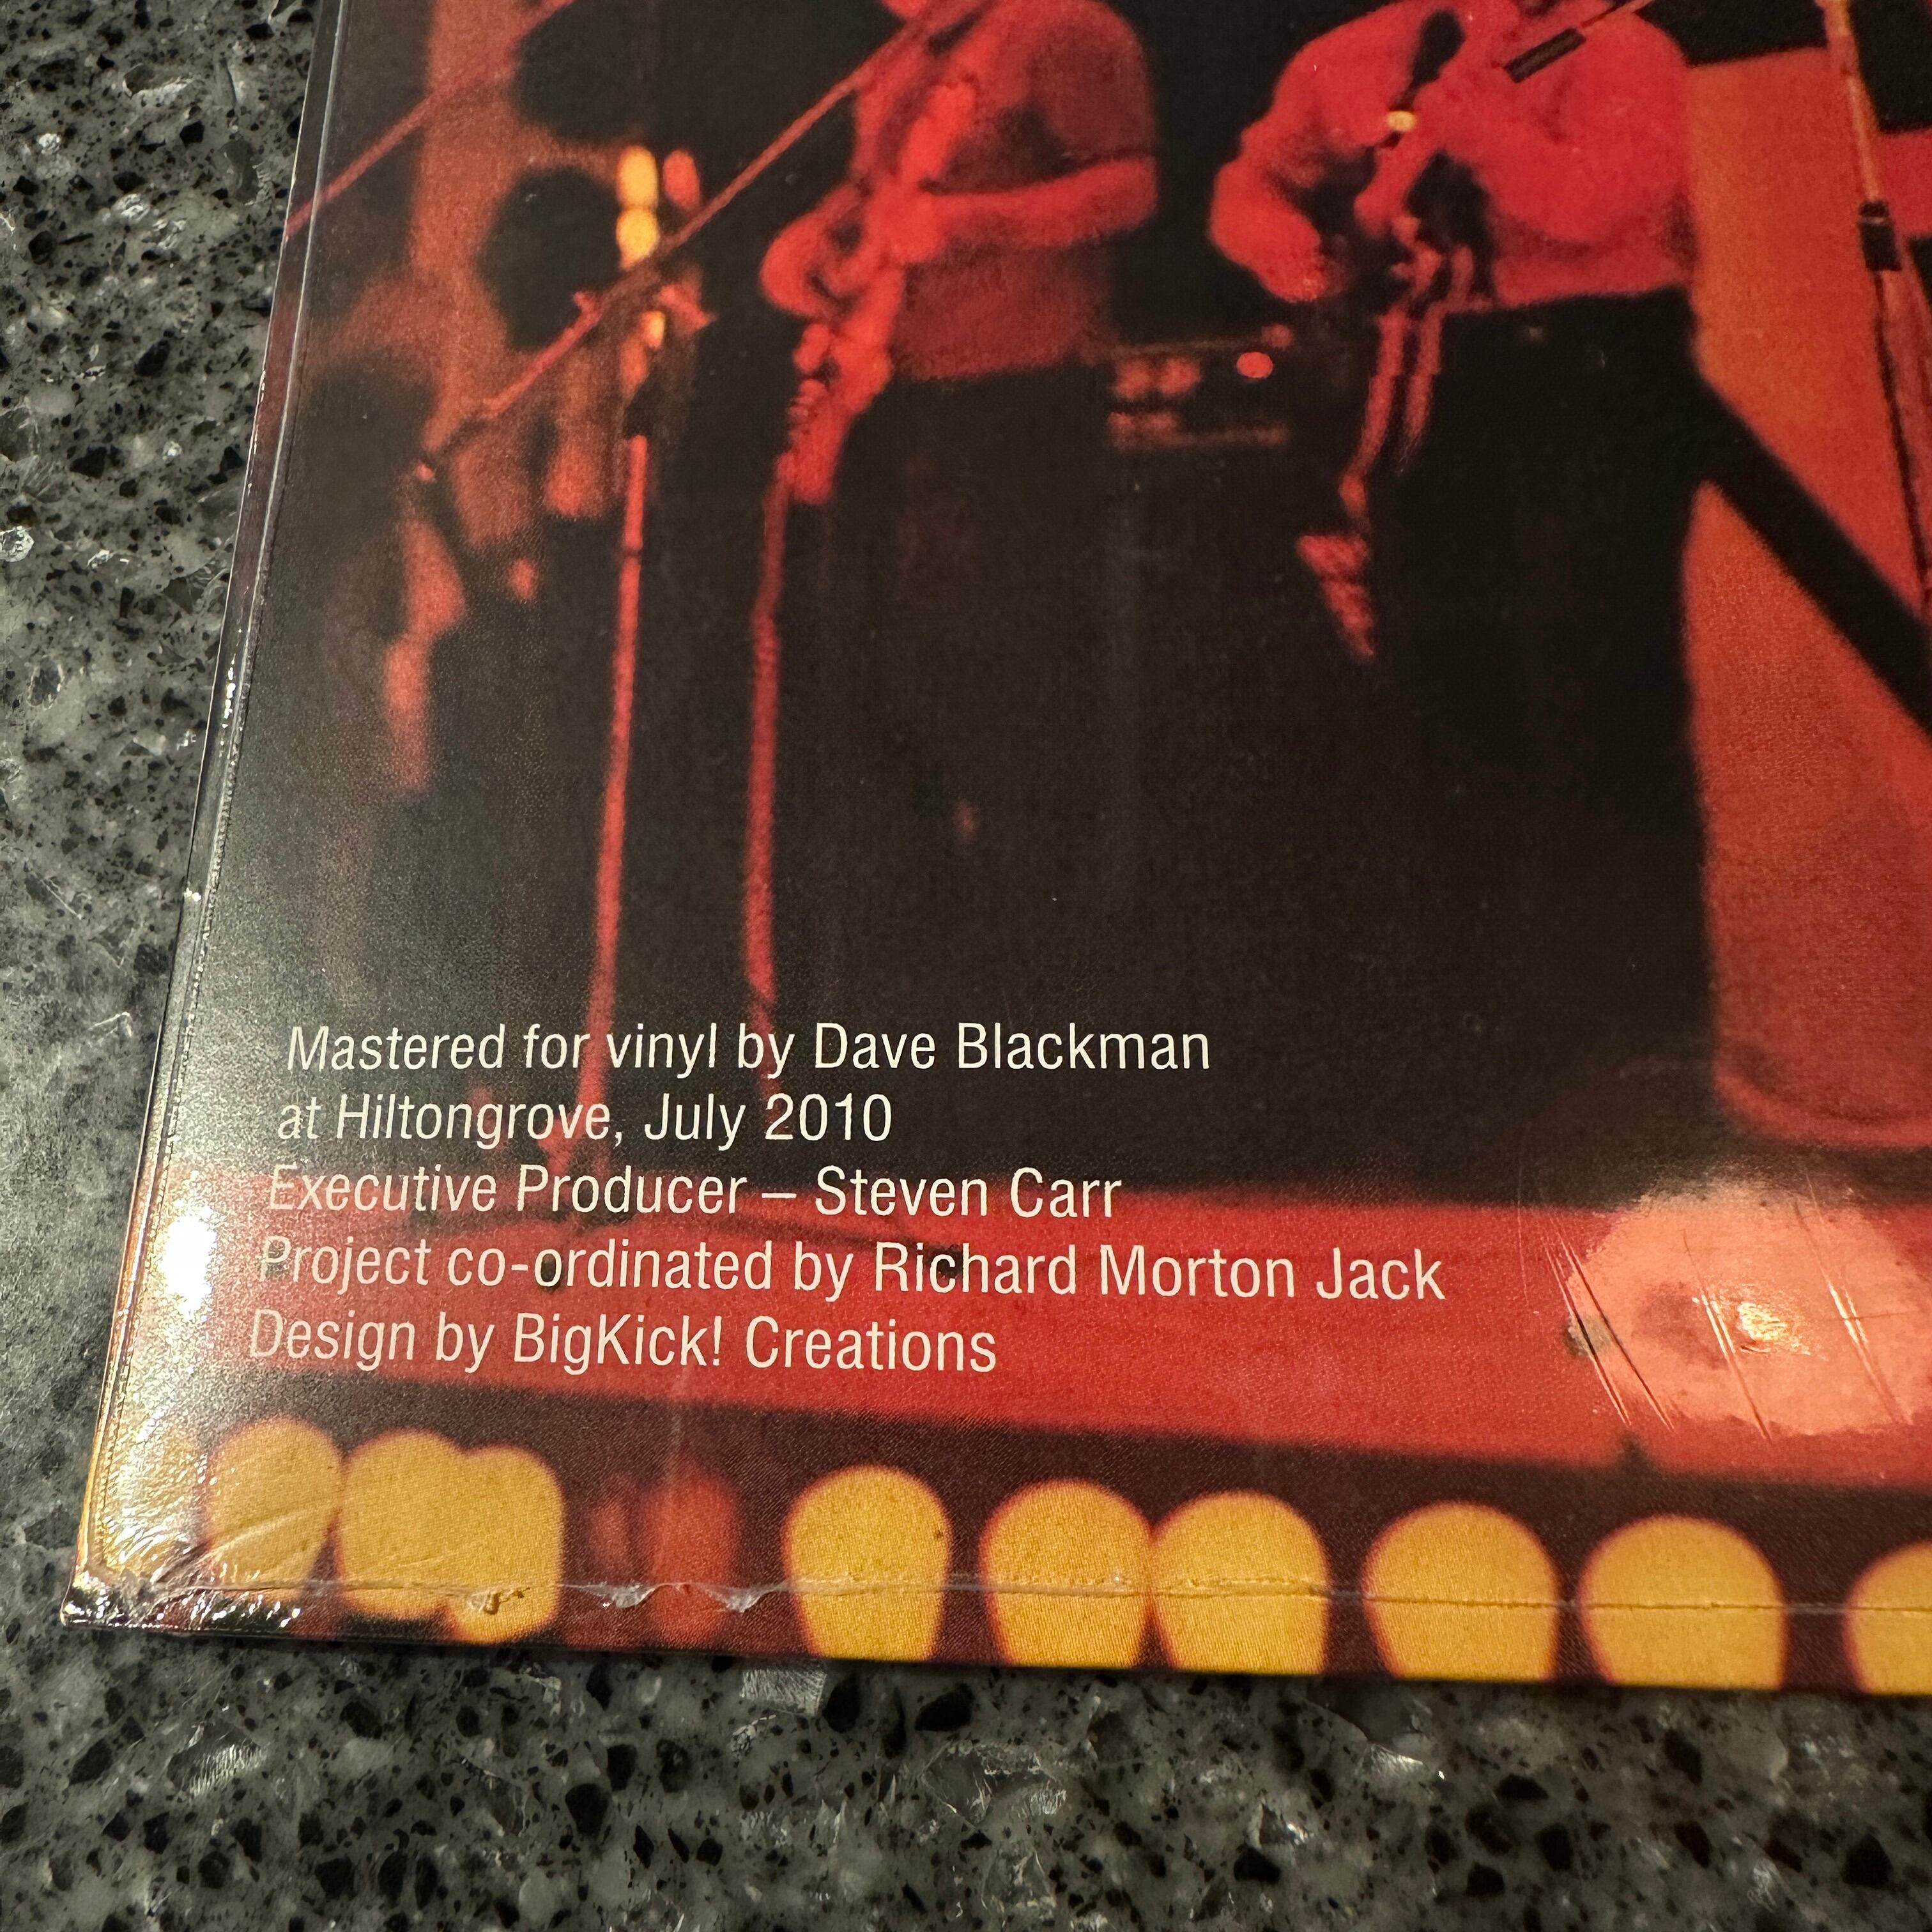 Mastered for vinyl by Dave Blackman
at Hiltongrove, July 2010
Executive Producer – Steven Carr
Project co-ordinated by Richard Morton Jack
Design by BigKick! Creations